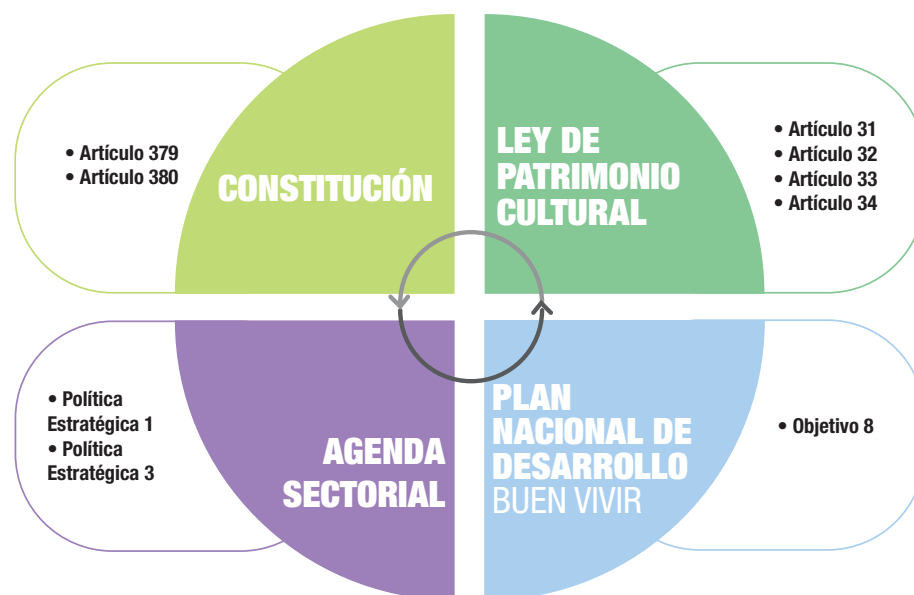 • Artículo 379
• Artículo 380
CONSTITUCIÓN
LEY DE
PATRIMONIO
CULTURAL
• Artículo 31
• Artículo 32
• Artículo 33
• Artículo 34
• Política
Estratégica 1
• Política
Estratégica 3
AGENDA
SECTORIAL
PLAN
NACIONAL DE
DESARROLLO
BUEN VIVIR
• Objetivo 8